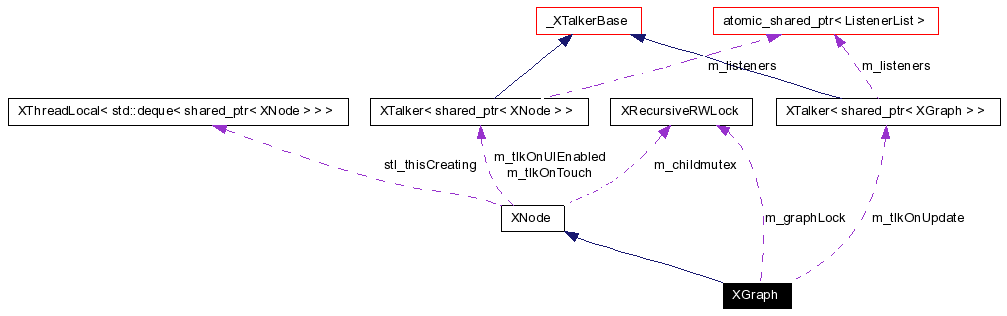 _XTalkerBase
atomic_shared_ptr< ListenerList >
m_listeners
m_listeners
XThreadLocal< std::deque< shared_ptr< XNode > > >
XTalker< shared_ptr< XNode > >
XRecursiveRWLock
XTalker< shared_ptr< XGraph > >
stl_thisCreating
m_tlkOnUIEnabled
m_tlkOnTouch
m_childmutex
XNode
m_graphLock
m_tlkOnUpdate
XGraph